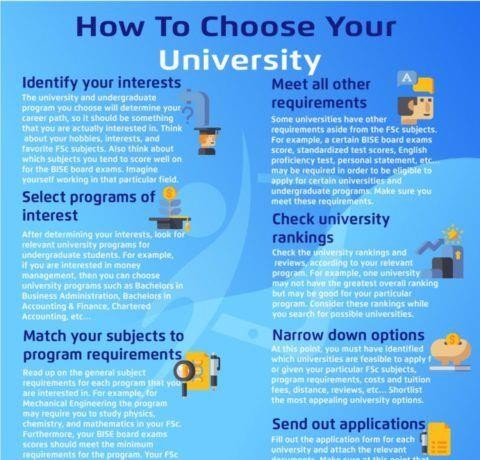 How To Choose Your
University
Identify your interests
The university and undergraduate
program you choose will determine your
career path, so it should be something
that you are actually interested in. Think
about your hobbies, interests, and
favorite FSc subjects. Also think about
which subjects you tend to score well on
for the BISE board exams. Imagine
yourself working in that particular field.
Select programs of
interest
After determining your interests, look for
relevant university programs for
undergraduate students. For example,
if you are interested in money
management, then you can choose
university programs such as Bachelors in
Business Administration, Bachelors in
Accounting & Finance, Chartered
Accounting, etc...
Match your subjects to
program requirements
Read up on the general subject
requirements for each program that you
are interested in. For example, for
Mechanical Engineering the program
may require you to study physics,
chemistry, and mathematics in your FSc.
Furthermore, your BISE board exams
scores should meet the minimum
requirements for the program. Your FSc
Meet all other
requirements
Some universities have other
requirements aside from the FSc subjects.
For example, a certain BISE board exams
score, standardized test scores, English
proficiency test, personal statement, etc...
may be required in order to be eligible to
apply for certain universities and
undergraduate programs. Make sure you
meet these requirements.
Check university
rankings
Check the university rankings and
reviews, according to your relevant
program. For example, one university
may not have the greatest overall ranking
but may be good for your particular
program. Consider these rankings while
you search for possible universities.
Narrow down options
At this point, you must have identified
which universities are feasible to apply f
or given your particular FSc subjects,
program requirements, costs and tuition
fees, distance, reviews, etc... Shortlist
the most appealing university options.
Send out applications
Fill out the application form for each
university and attach the relevant
documents. Make sure at this point that